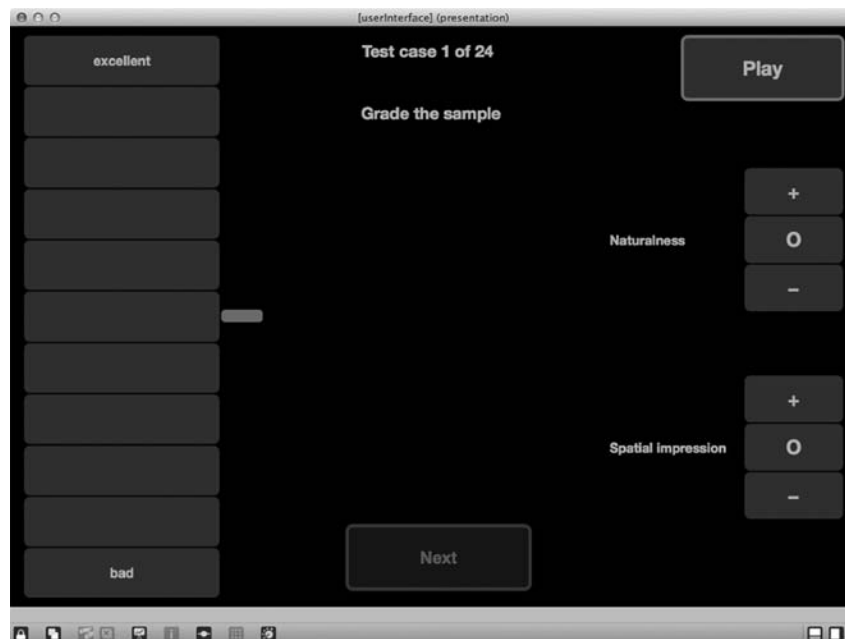 [userInterface] (presentation)
excellent
Test case 1 of 24
Play
Grade the sample
+
Naturalness
O
–
+
Spatial impression
O
–
Next
bad